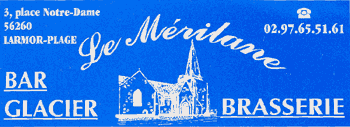 3, place Notre-Dame
56260
LARMOR-PLAGE
☎
02.97.65.51.61
Le Mérilane
BAR
GLACIER
BRASSERIE